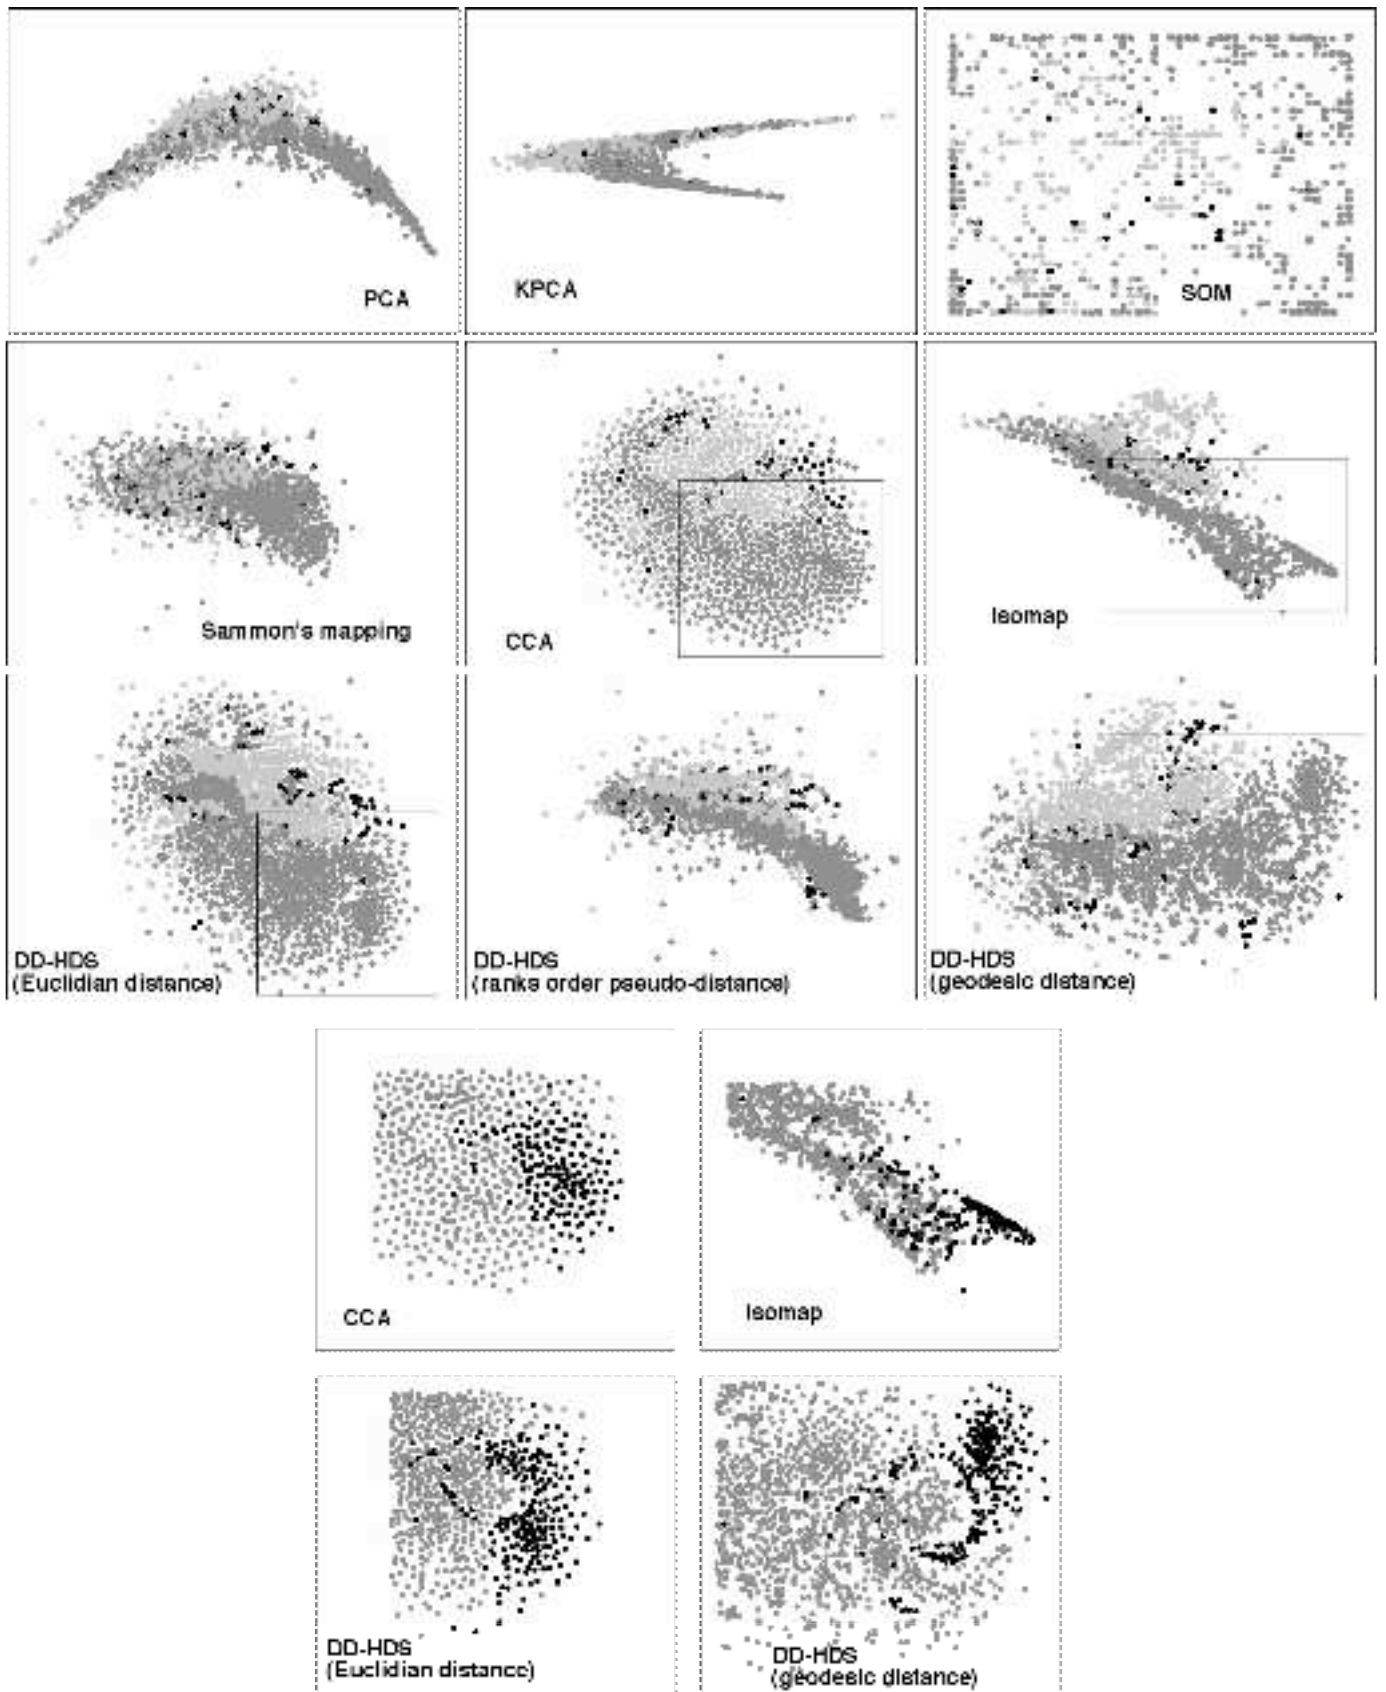 PCA
KPCA
SOM
Sammon's mapping
CCA
Isomap
DD-HDS
(Euclidian distance)
DD-HDS
(ranks order pseudo-distance)
DD-HDS
(geodesic distance)
CCA
Isomap
DD-HDS
(Euclidian distance)
DD-HDS
(geodesic distance)